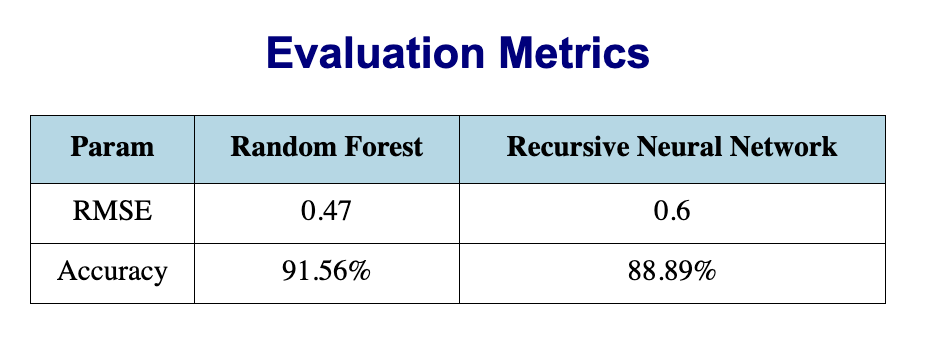 Evaluation Metrics
Param Random Forest Recursive Neural Network
RMSE 0.47 0.6
Accuracy 91.56% 88.89%